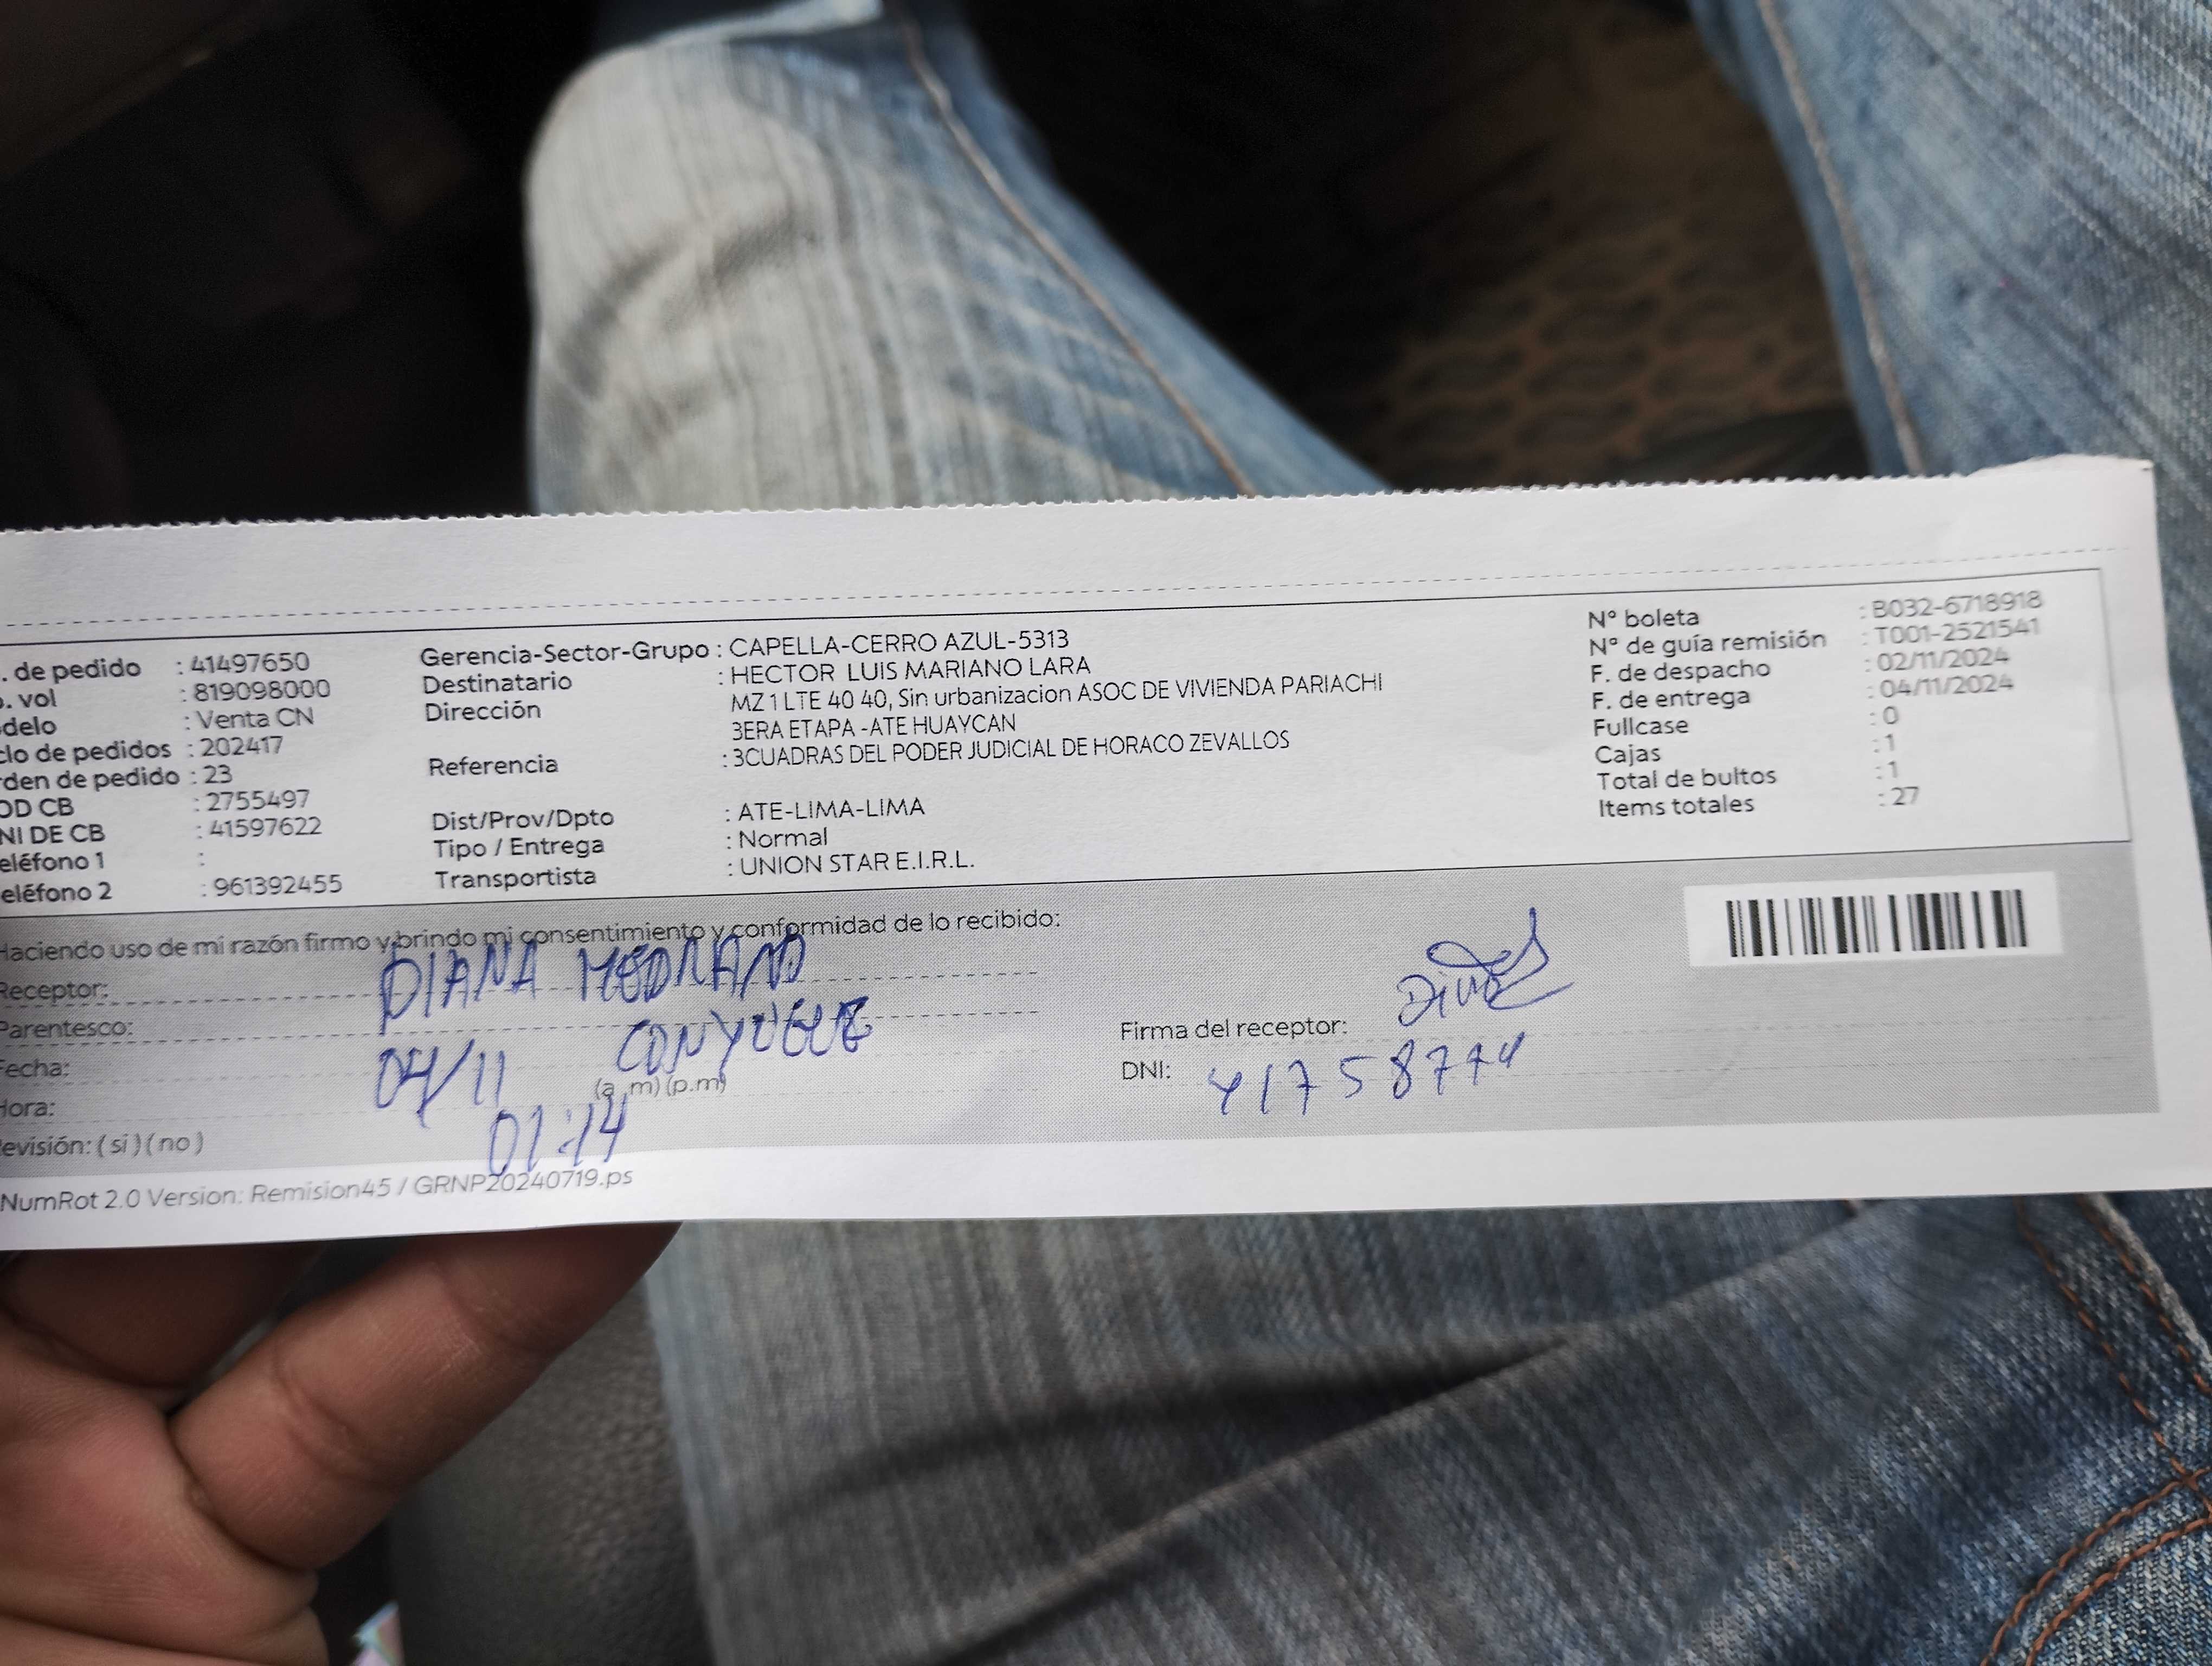 . de pedido : 41497650
. vol : 819098000
delo : Venta CN
clo de pedidos : 202417
rden de pedido : 23
OD CB : 2755497
NI DE CB : 41597622
eléfono 1 :
eléfono 2 : 961392455
Gerencia-Sector-Grupo : CAPELLA-CERRO AZUL-5313
Destinatario : HECTOR LUIS MARIANO LARA
Dirección MZ 1 LTE 40 40, Sin urbanizacion ASOC DE VIVIENDA PARIACHI
3ERA ETAPA -ATE HUAYCAN
Referencia : 3CUADRAS DEL PODER JUDICIAL DE HORACO ZEVALLOS
Dist/Prov/Dpto : ATE-LIMA-LIMA
Tipo / Entrega : Normal
Transportista : UNION STAR E.I.R.L.
N° boleta : B032-6718918
N° de guía remisión : T001-2521541
F. de despacho : 02/11/2024
F. de entrega : 04/11/2024
Fullcase : 0
Cajas : 1
Total de bultos : 1
Items totales : 27
Haciendo uso de mi razón firmo y brindo mi consentimiento y conformidad de lo recibido:
Receptor: DIANA MEDRANO
Parentesco: CONYUGUE
Fecha: 04/11
Hora: 01:14 (a.m) (p.m)
evisión: ( si ) ( no )
Firma del receptor:
DNI:
NumRot 2.0 Version: Remision45 / GRNP20240719.ps